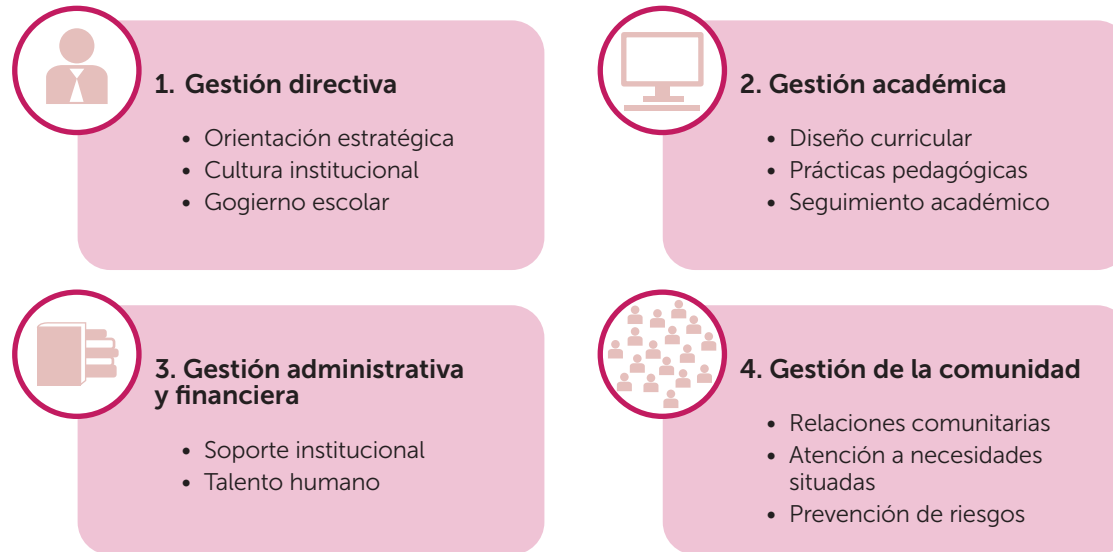 1. Gestión directiva
• Orientación estratégica
• Cultura institucional
• Gogierno escolar
2. Gestión académica
• Diseño curricular
• Prácticas pedagógicas
• Seguimiento académico
3. Gestión administrativa
y financiera
• Soporte institucional
• Talento humano
4. Gestión de la comunidad
• Relaciones comunitarias
• Atención a necesidades
situadas
• Prevención de riesgos